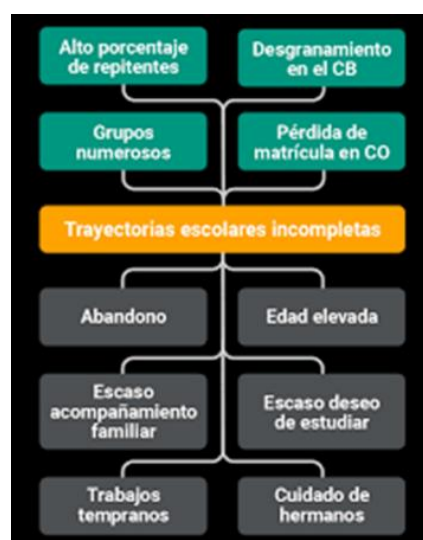 Alto porcentaje
de repitentes
Desgranamiento
en el CB
Grupos
numerosos
Pérdida de
matrícula en CO
Trayectorias escolares incompletas
Abandono
Edad elevada
Escaso
acompañamiento
familiar
Escaso deseo
de estudiar
Trabajos
tempranos
Cuidado de
hermanos